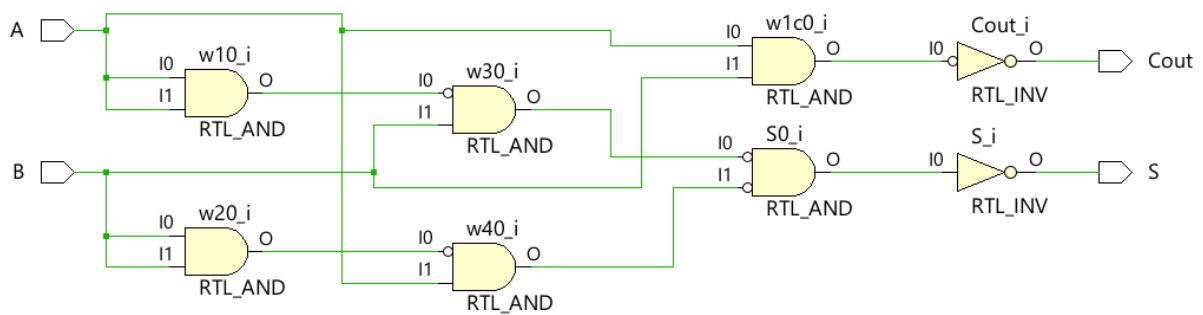 A
w10_i
I0
I1
O
RTL_AND
w30_i
I0
I1
O
RTL_AND
w1c0_i
I0
I1
O
RTL_AND
Cout_i
I0
O
RTL_INV
Cout
B
w20_i
I0
I1
O
RTL_AND
w40_i
I0
I1
O
RTL_AND
S0_i
I0
I1
O
RTL_AND
S_i
I0
O
RTL_INV
S